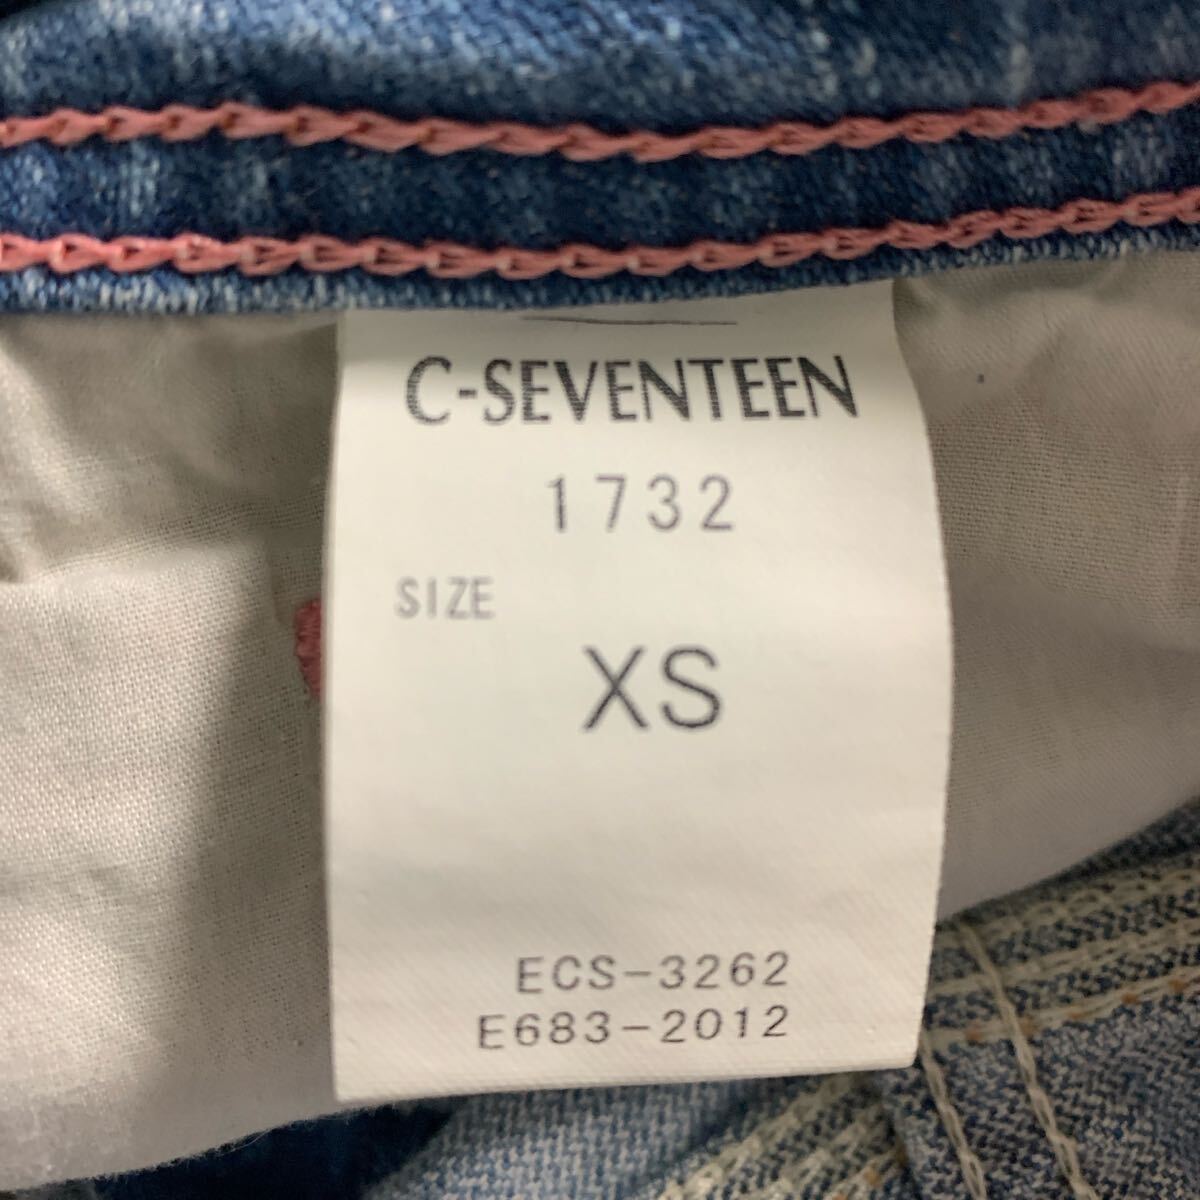 C-SEVENTEEN
1732
SIZE
XS
ECS-3262
E683-2012